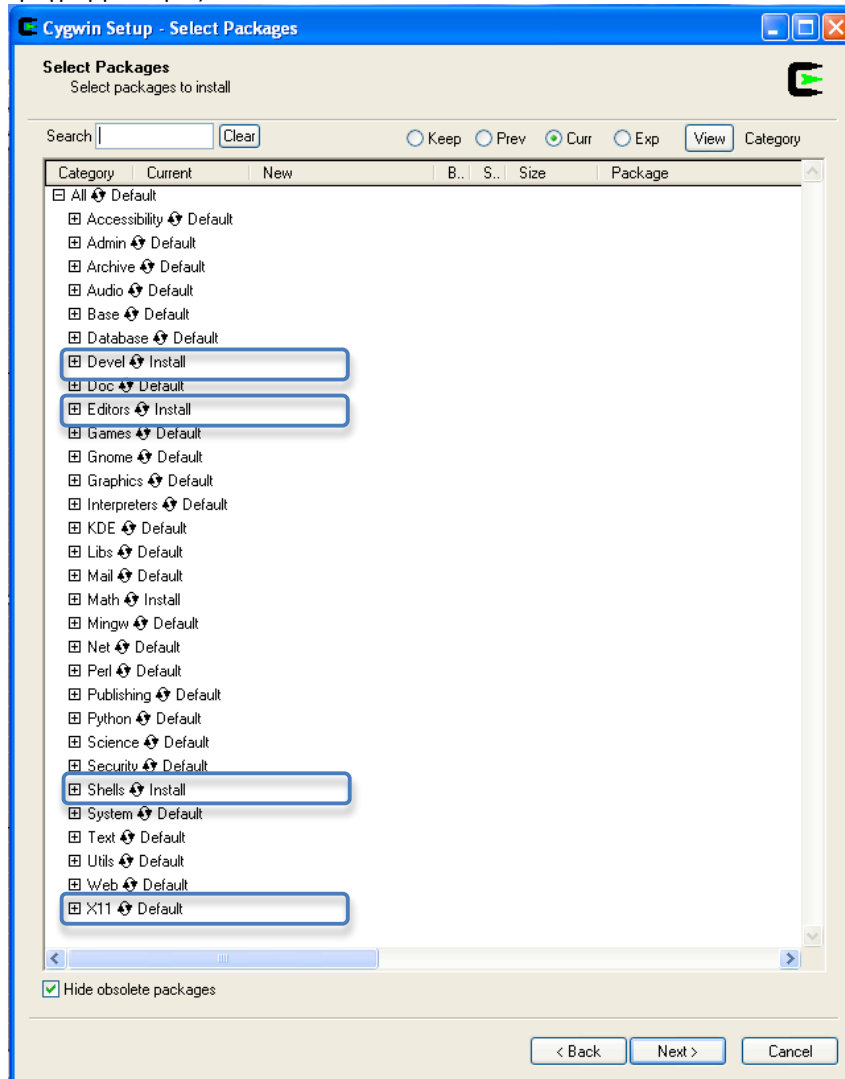 Cygwin Setup - Select Packages
Select Packages
Select packages to install
Search Clear Keep Prev Curr Exp View Category
Category Current New B.. S.. Size Package
All Default
Accessibility Default
Admin Default
Archive Default
Audio Default
Base Default
Database Default
Devel Install
Doc Default
Editors Install
Games Default
Gnome Default
Graphics Default
Interpreters Default
KDE Default
Libs Default
Mail Default
Math Install
Mingw Default
Net Default
Perl Default
Publishing Default
Python Default
Science Default
Security Default
Shells Install
System Default
Text Default
Utils Default
Web Default
X11 Default
Hide obsolete packages
< Back Next > Cancel